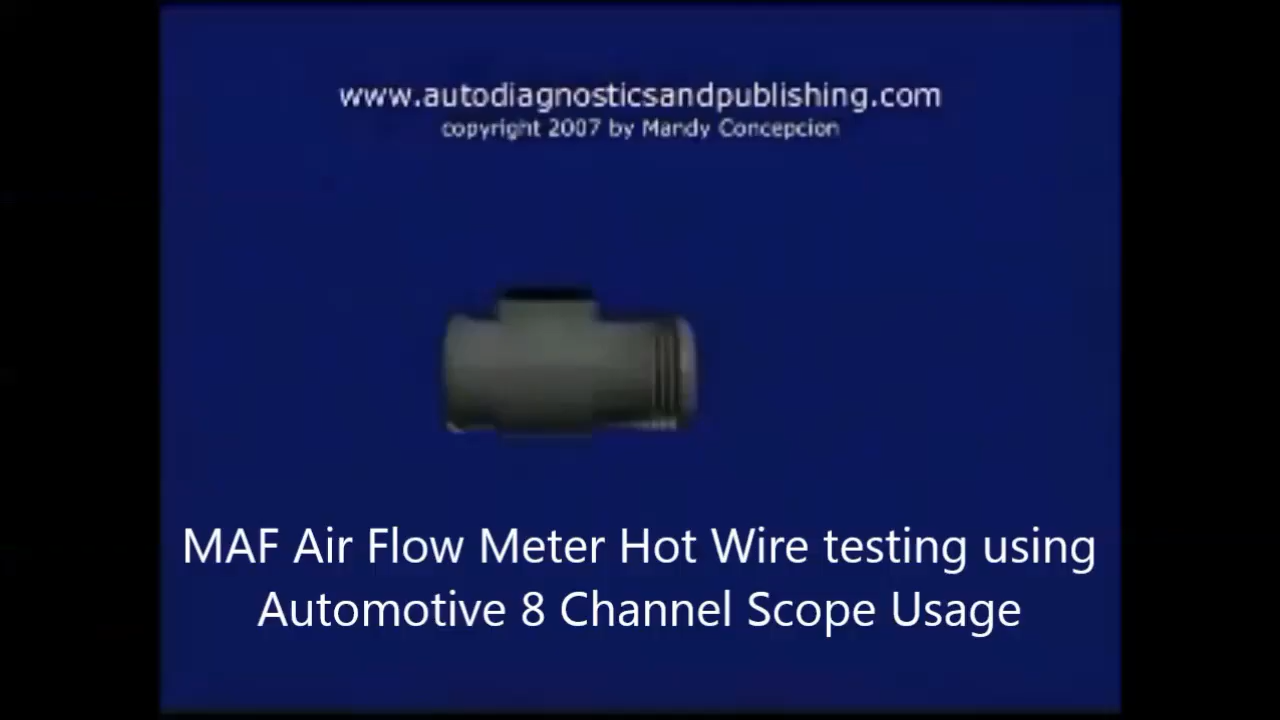 www.autodiagnosticsandpublishing.com
copyright 2007 by Mandy Concepcion
MAF Air Flow Meter Hot Wire testing using
Automotive 8 Channel Scope Usage